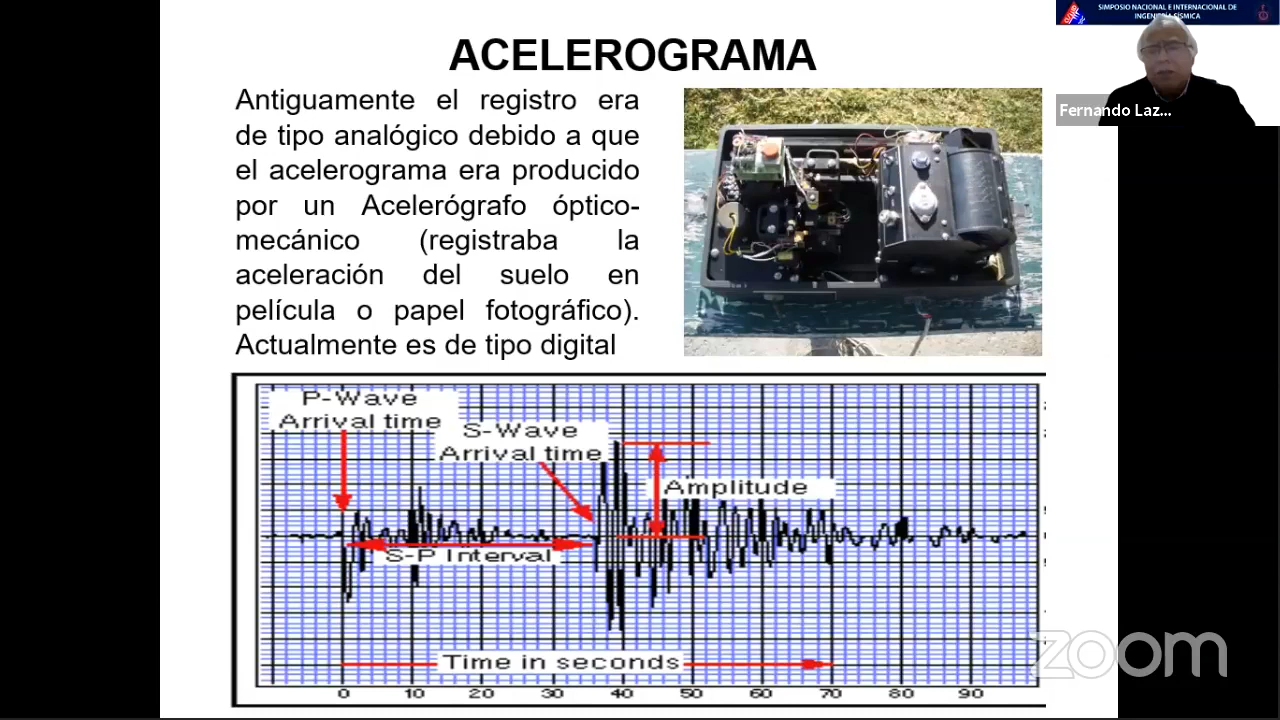 SIMPOSIO NACIONAL E INTERNACIONAL DE
INGENIERÍA SÍSMICA
ACELEROGRAMA
Fernando Laz...
Antiguamente el registro era
de tipo analógico debido a que
el acelerograma era producido
por un Acelerógrafo óptico-
mecánico (registraba la
aceleración del suelo en
película o papel fotográfico).
Actualmente es de tipo digital
P-Wave
Arrival time
S-Wave
Arrival time
Amplitude
S-P Interval
Time in seconds
0 10 20 30 40 50 60 70 80 90
zoom